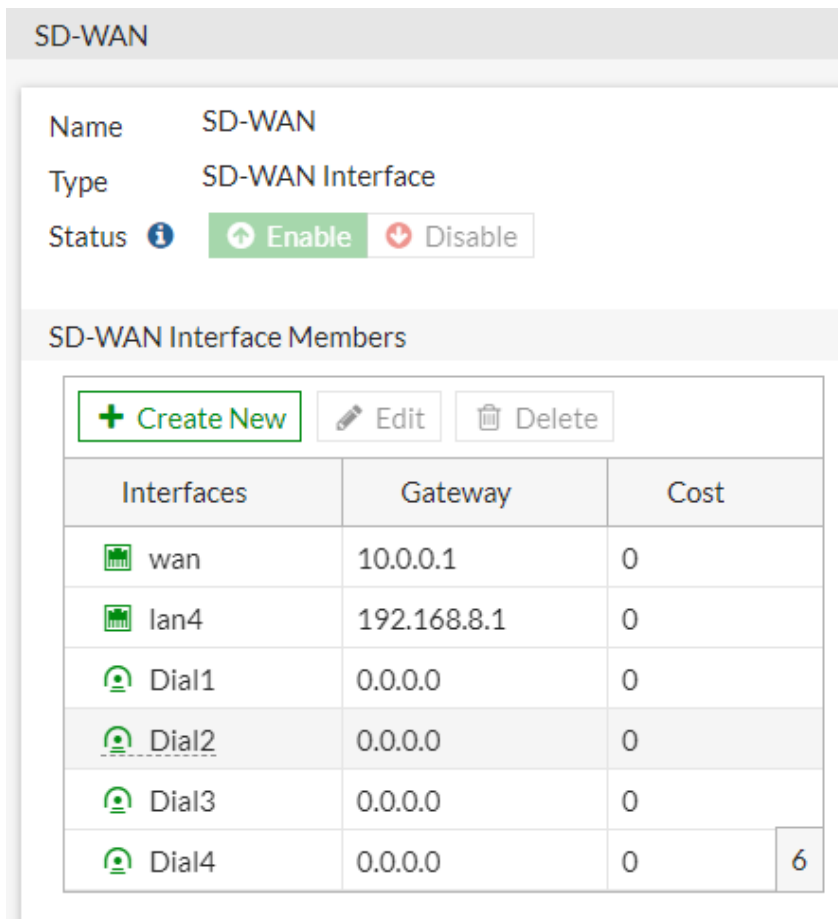 SD-WAN
Name SD-WAN
Type SD-WAN Interface
Status Enable Disable
SD-WAN Interface Members
+ Create New Edit Delete
Interfaces Gateway Cost
wan 10.0.0.1 0
lan4 192.168.8.1 0
Dial1 0.0.0.0 0
Dial2 0.0.0.0 0
Dial3 0.0.0.0 0
Dial4 0.0.0.0 0 6